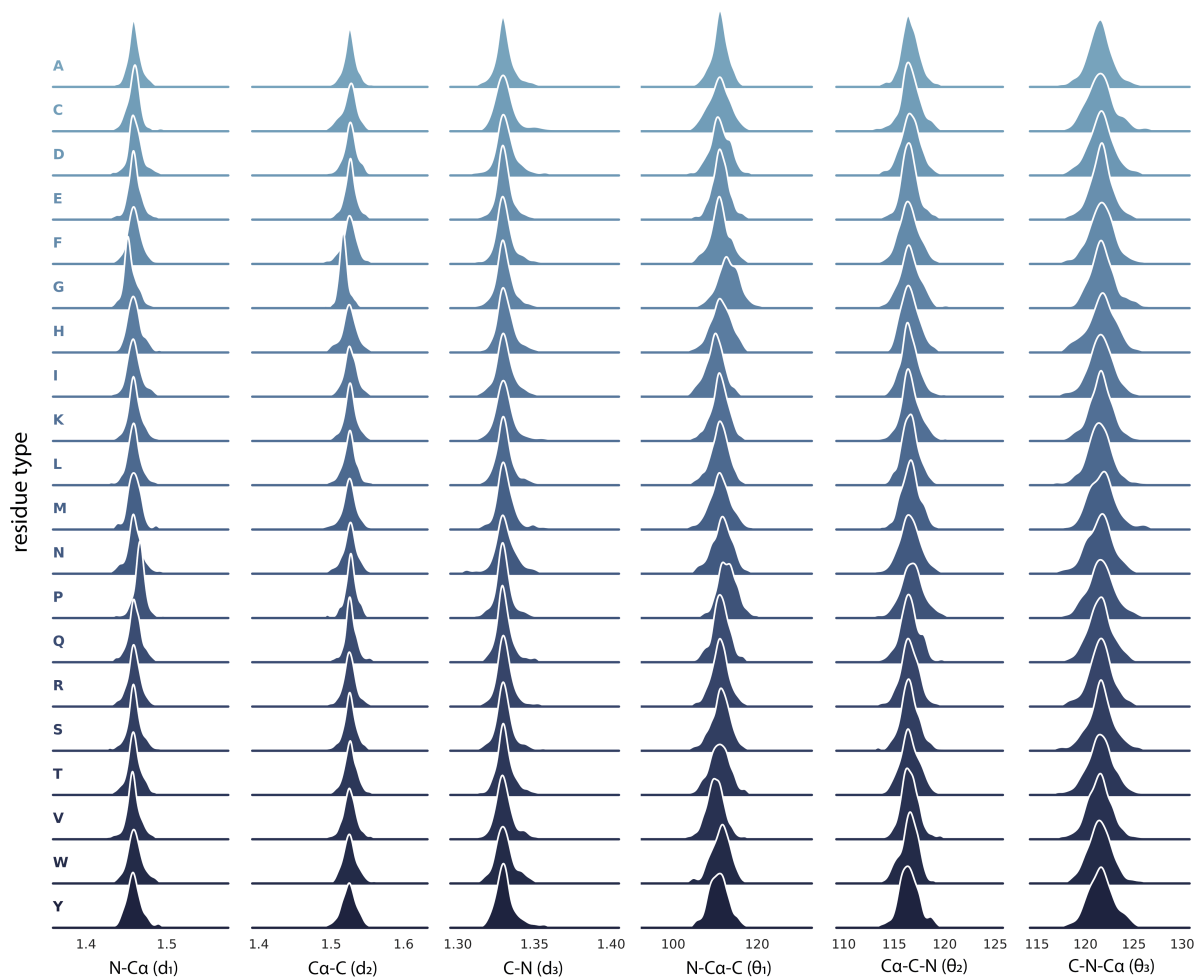 residue type
A
C
D
E
F
G
H
I
K
L
M
N
P
Q
R
S
T
V
W
Y
1.4 1.5 1.4 1.5 1.6 1.30 1.35 1.40 100 120 110 115 120 125 115 120 125 130
N-Cα (d₁) Cα-C (d₂) C-N (d₃) N-Cα-C (θ₁) Cα-C-N (θ₂) C-N-Cα (θ₃)